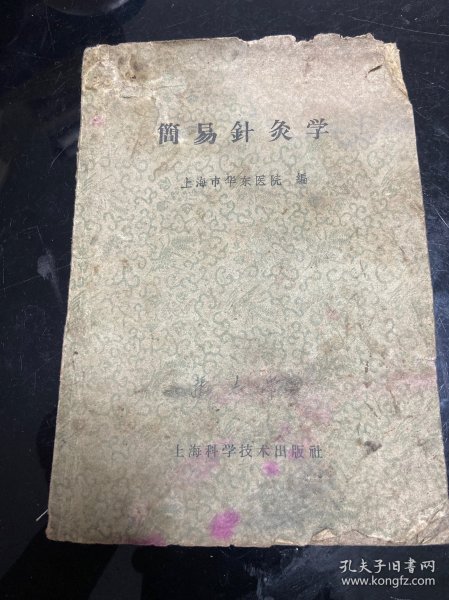 簡易針灸学
上海市华东医院 編
上海科学技术出版社
孔夫子旧书网
www.kongfz.com